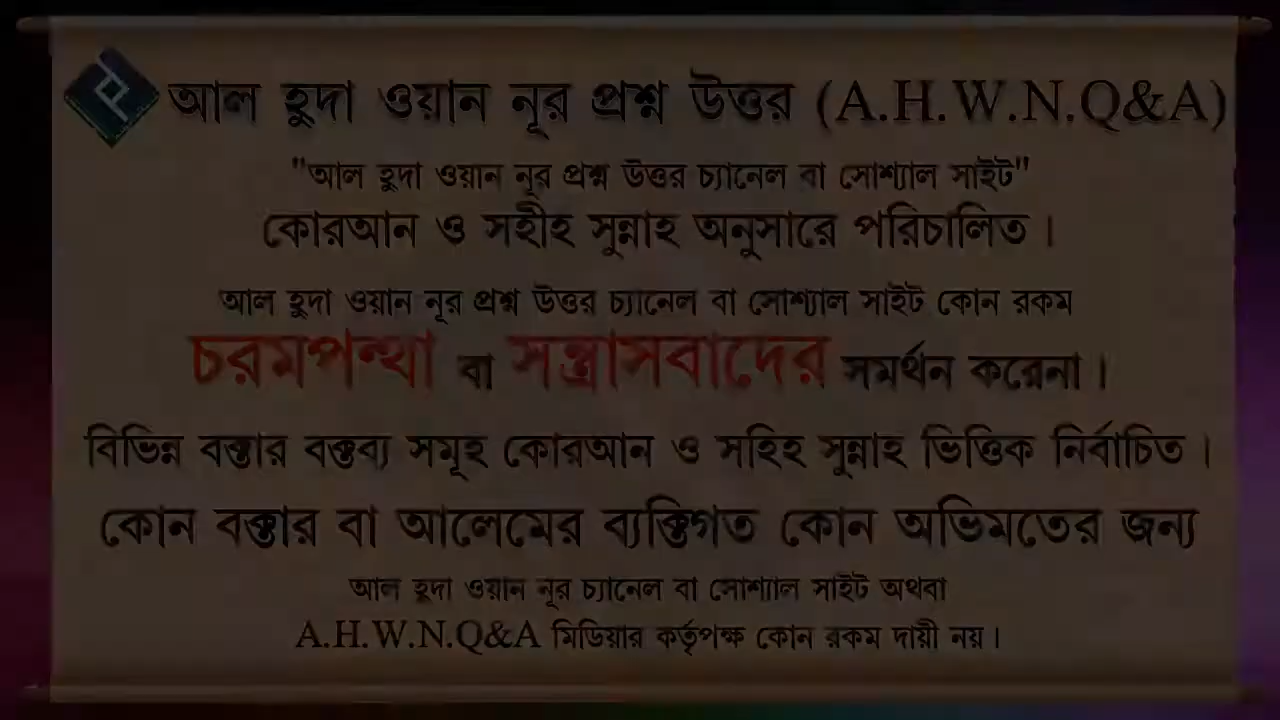 আল হুদা ওয়ান নূর প্রশ্ন উত্তর (A.H.W.N.Q&A)
"আল হুদা ওয়ান নূর প্রশ্ন উত্তর চ্যানেল বা সোশ্যাল সাইট"
কোরআন ও সহীহ সুন্নাহ অনুসারে পরিচালিত ।
আল হুদা ওয়ান নূর প্রশ্ন উত্তর চ্যানেল বা সোশ্যাল সাইট কোন রকম
চরমপন্থা বা সন্ত্রাসবাদের সমর্থন করেনা ।
বিভিন্ন বক্তার বক্তব্য সমূহ কোরআন ও সহিহ সুন্নাহ ভিত্তিক নির্বাচিত ।
কোন বক্তার বা আলেমের ব্যক্তিগত কোন অভিমতের জন্য
আল হুদা ওয়ান নূর চ্যানেল বা সোশ্যাল সাইট অথবা
A.H.W.N.Q&A মিডিয়ার কর্তৃপক্ষ কোন রকম দায়ী নয় ।